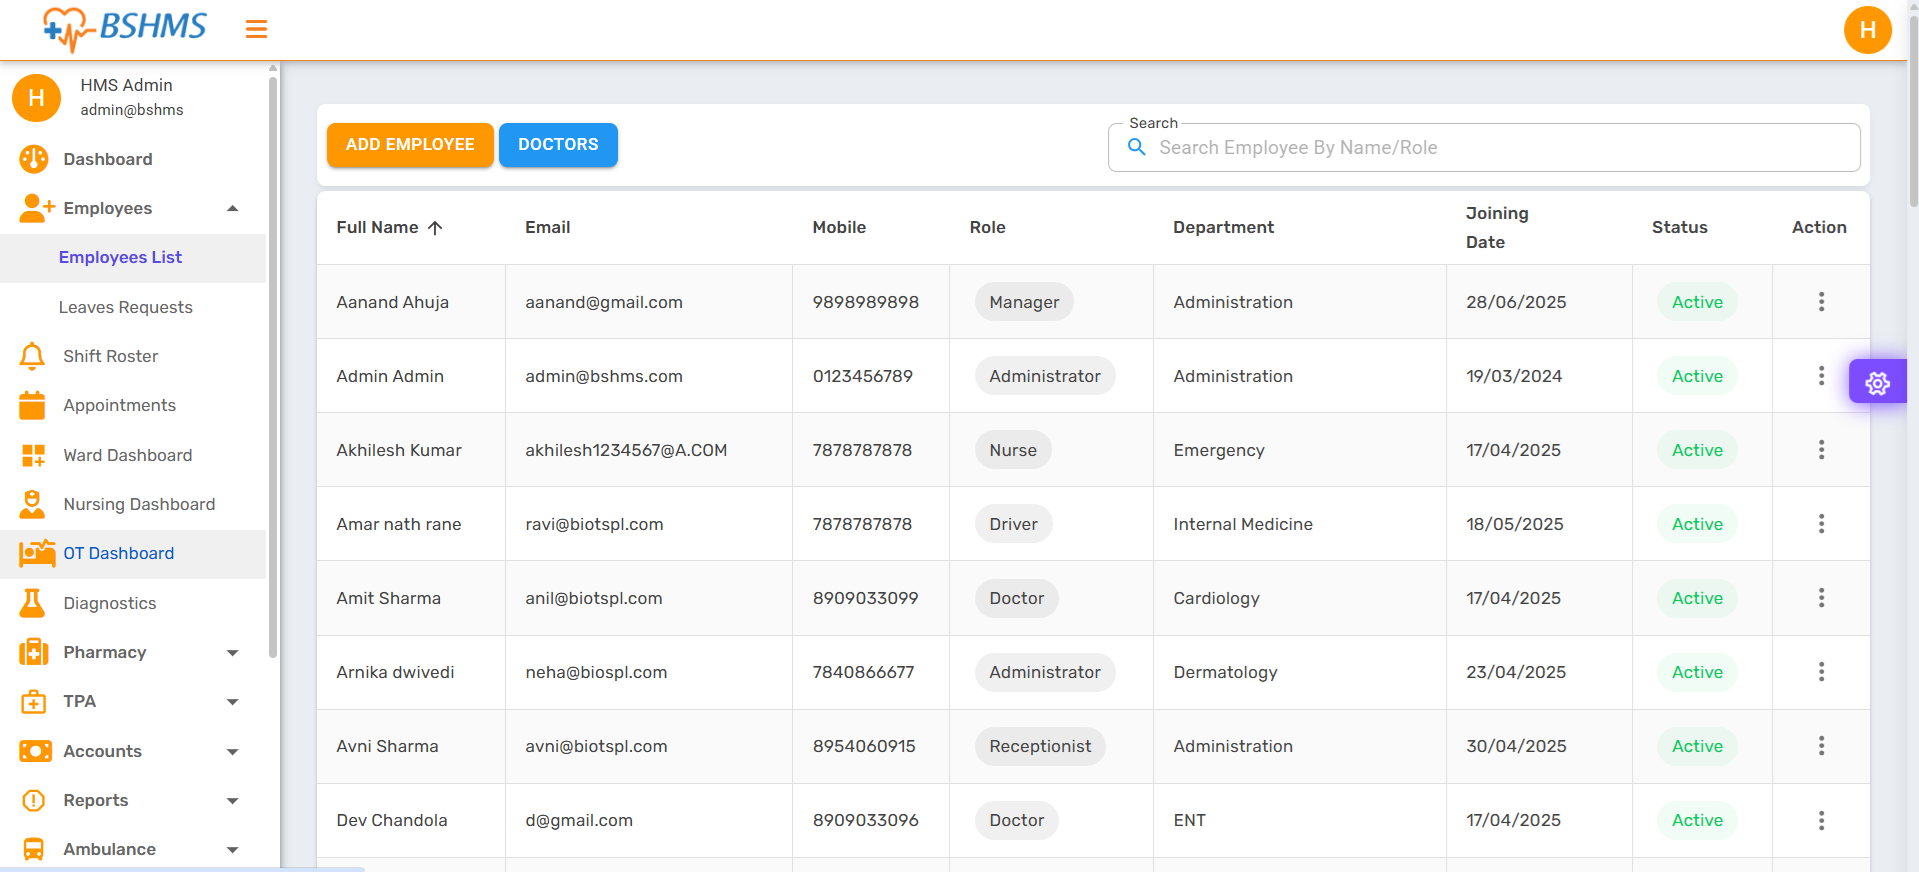 BSHMS
H
H
HMS Admin
admin@bshms
Dashboard
Employees
Employees List
Leaves Requests
Shift Roster
Appointments
Ward Dashboard
Nursing Dashboard
OT Dashboard
Diagnostics
Pharmacy
TPA
Accounts
Reports
Ambulance
ADD EMPLOYEE DOCTORS
Search
Search Employee By Name/Role
Full Name Email Mobile Role Department Joining Date Status Action
Aanand Ahuja aanand@gmail.com 9898989898 Manager Administration 28/06/2025 Active
Admin Admin admin@bshms.com 0123456789 Administrator Administration 19/03/2024 Active
Akhilesh Kumar akhilesh1234567@A.COM 7878787878 Nurse Emergency 17/04/2025 Active
Amar nath rane ravi@biotspl.com 7878787878 Driver Internal Medicine 18/05/2025 Active
Amit Sharma anil@biotspl.com 8909033099 Doctor Cardiology 17/04/2025 Active
Arnika dwivedi neha@biospl.com 7840866677 Administrator Dermatology 23/04/2025 Active
Avni Sharma avni@biotspl.com 8954060915 Receptionist Administration 30/04/2025 Active
Dev Chandola d@gmail.com 8909033096 Doctor ENT 17/04/2025 Active